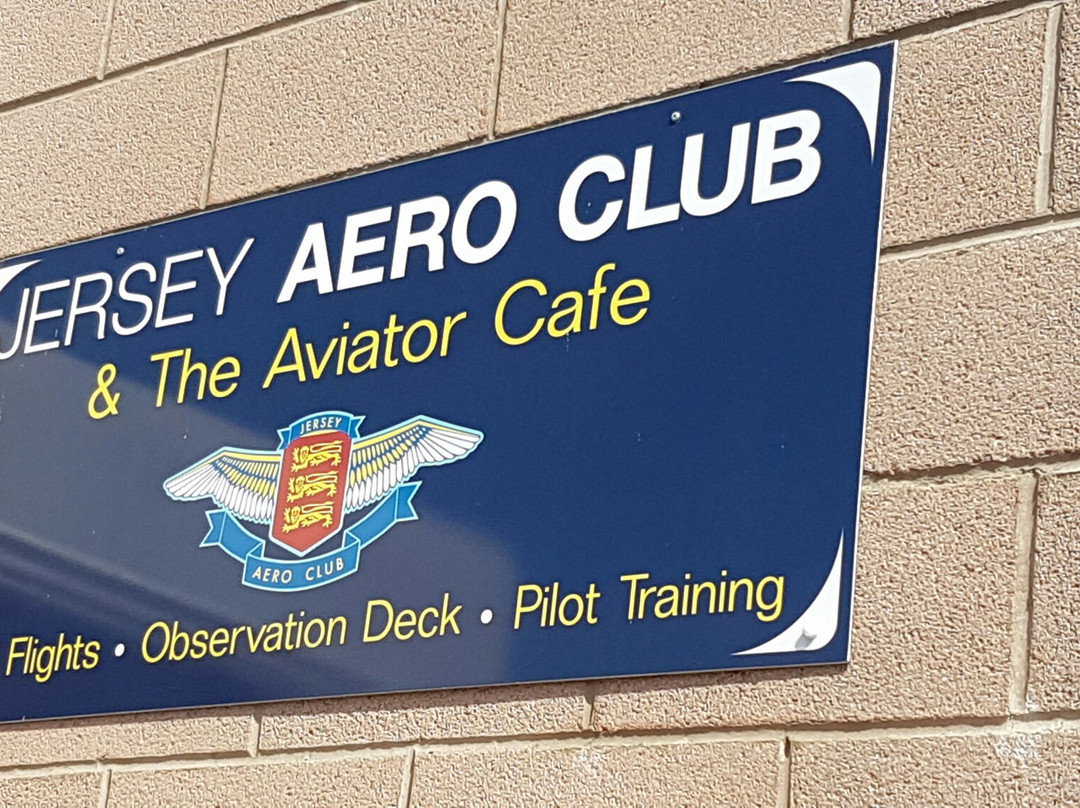 JERSEY AERO CLUB
& The Aviator Cafe
JERSEY
AERO CLUB
Flights • Observation Deck • Pilot Training